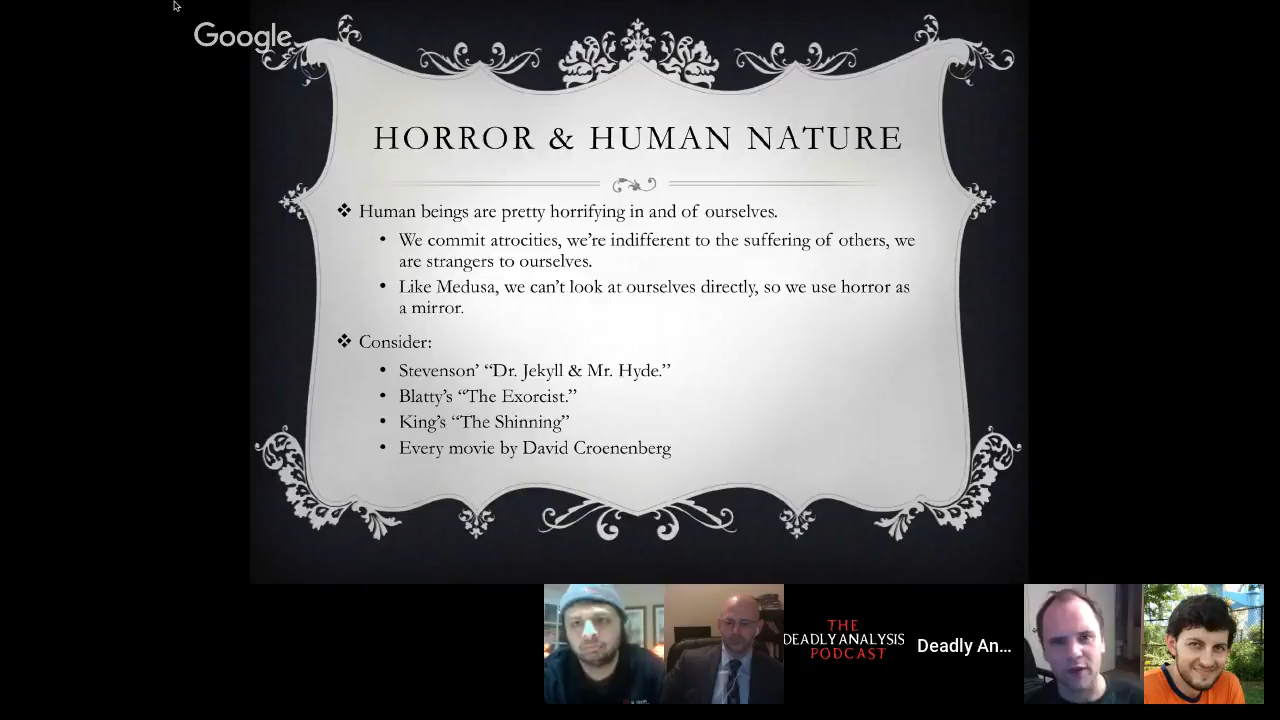 Google
HORROR & HUMAN NATURE
❖ Human beings are pretty horrifying in and of ourselves.
• We commit atrocities, we're indifferent to the suffering of others, we
are strangers to ourselves.
• Like Medusa, we can't look at ourselves directly, so we use horror as
a mirror.
❖ Consider:
• Stevenson' “Dr. Jekyll & Mr. Hyde.”
• Blatty's “The Exorcist.”
• King's “The Shinning”
• Every movie by David Croenenberg
THE
DEADLY ANALYSIS
PODCAST
Deadly An...